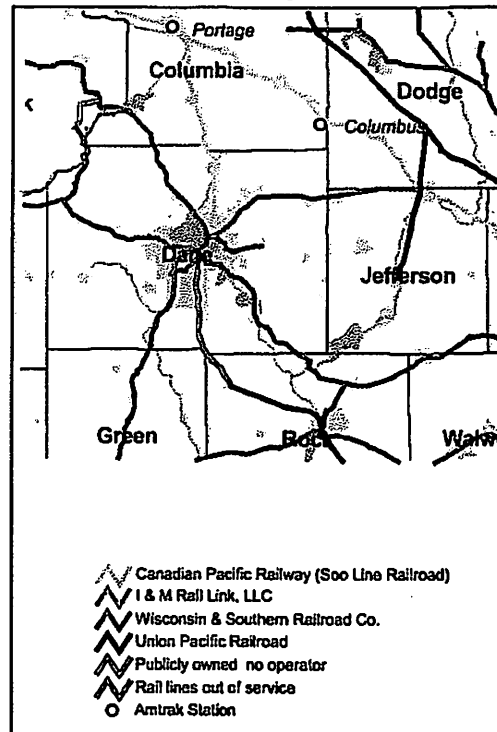 Portage
Columbia
Dodge
Columbus
Dane
Jefferson
Green
Rock
Walw
Canadian Pacific Railway (Soo Line Railroad)
I & M Rail Link, LLC
Wisconsin & Southern Railroad Co.
Union Pacific Railroad
Publicly owned no operator
Rail lines out of service
Amtrak Station